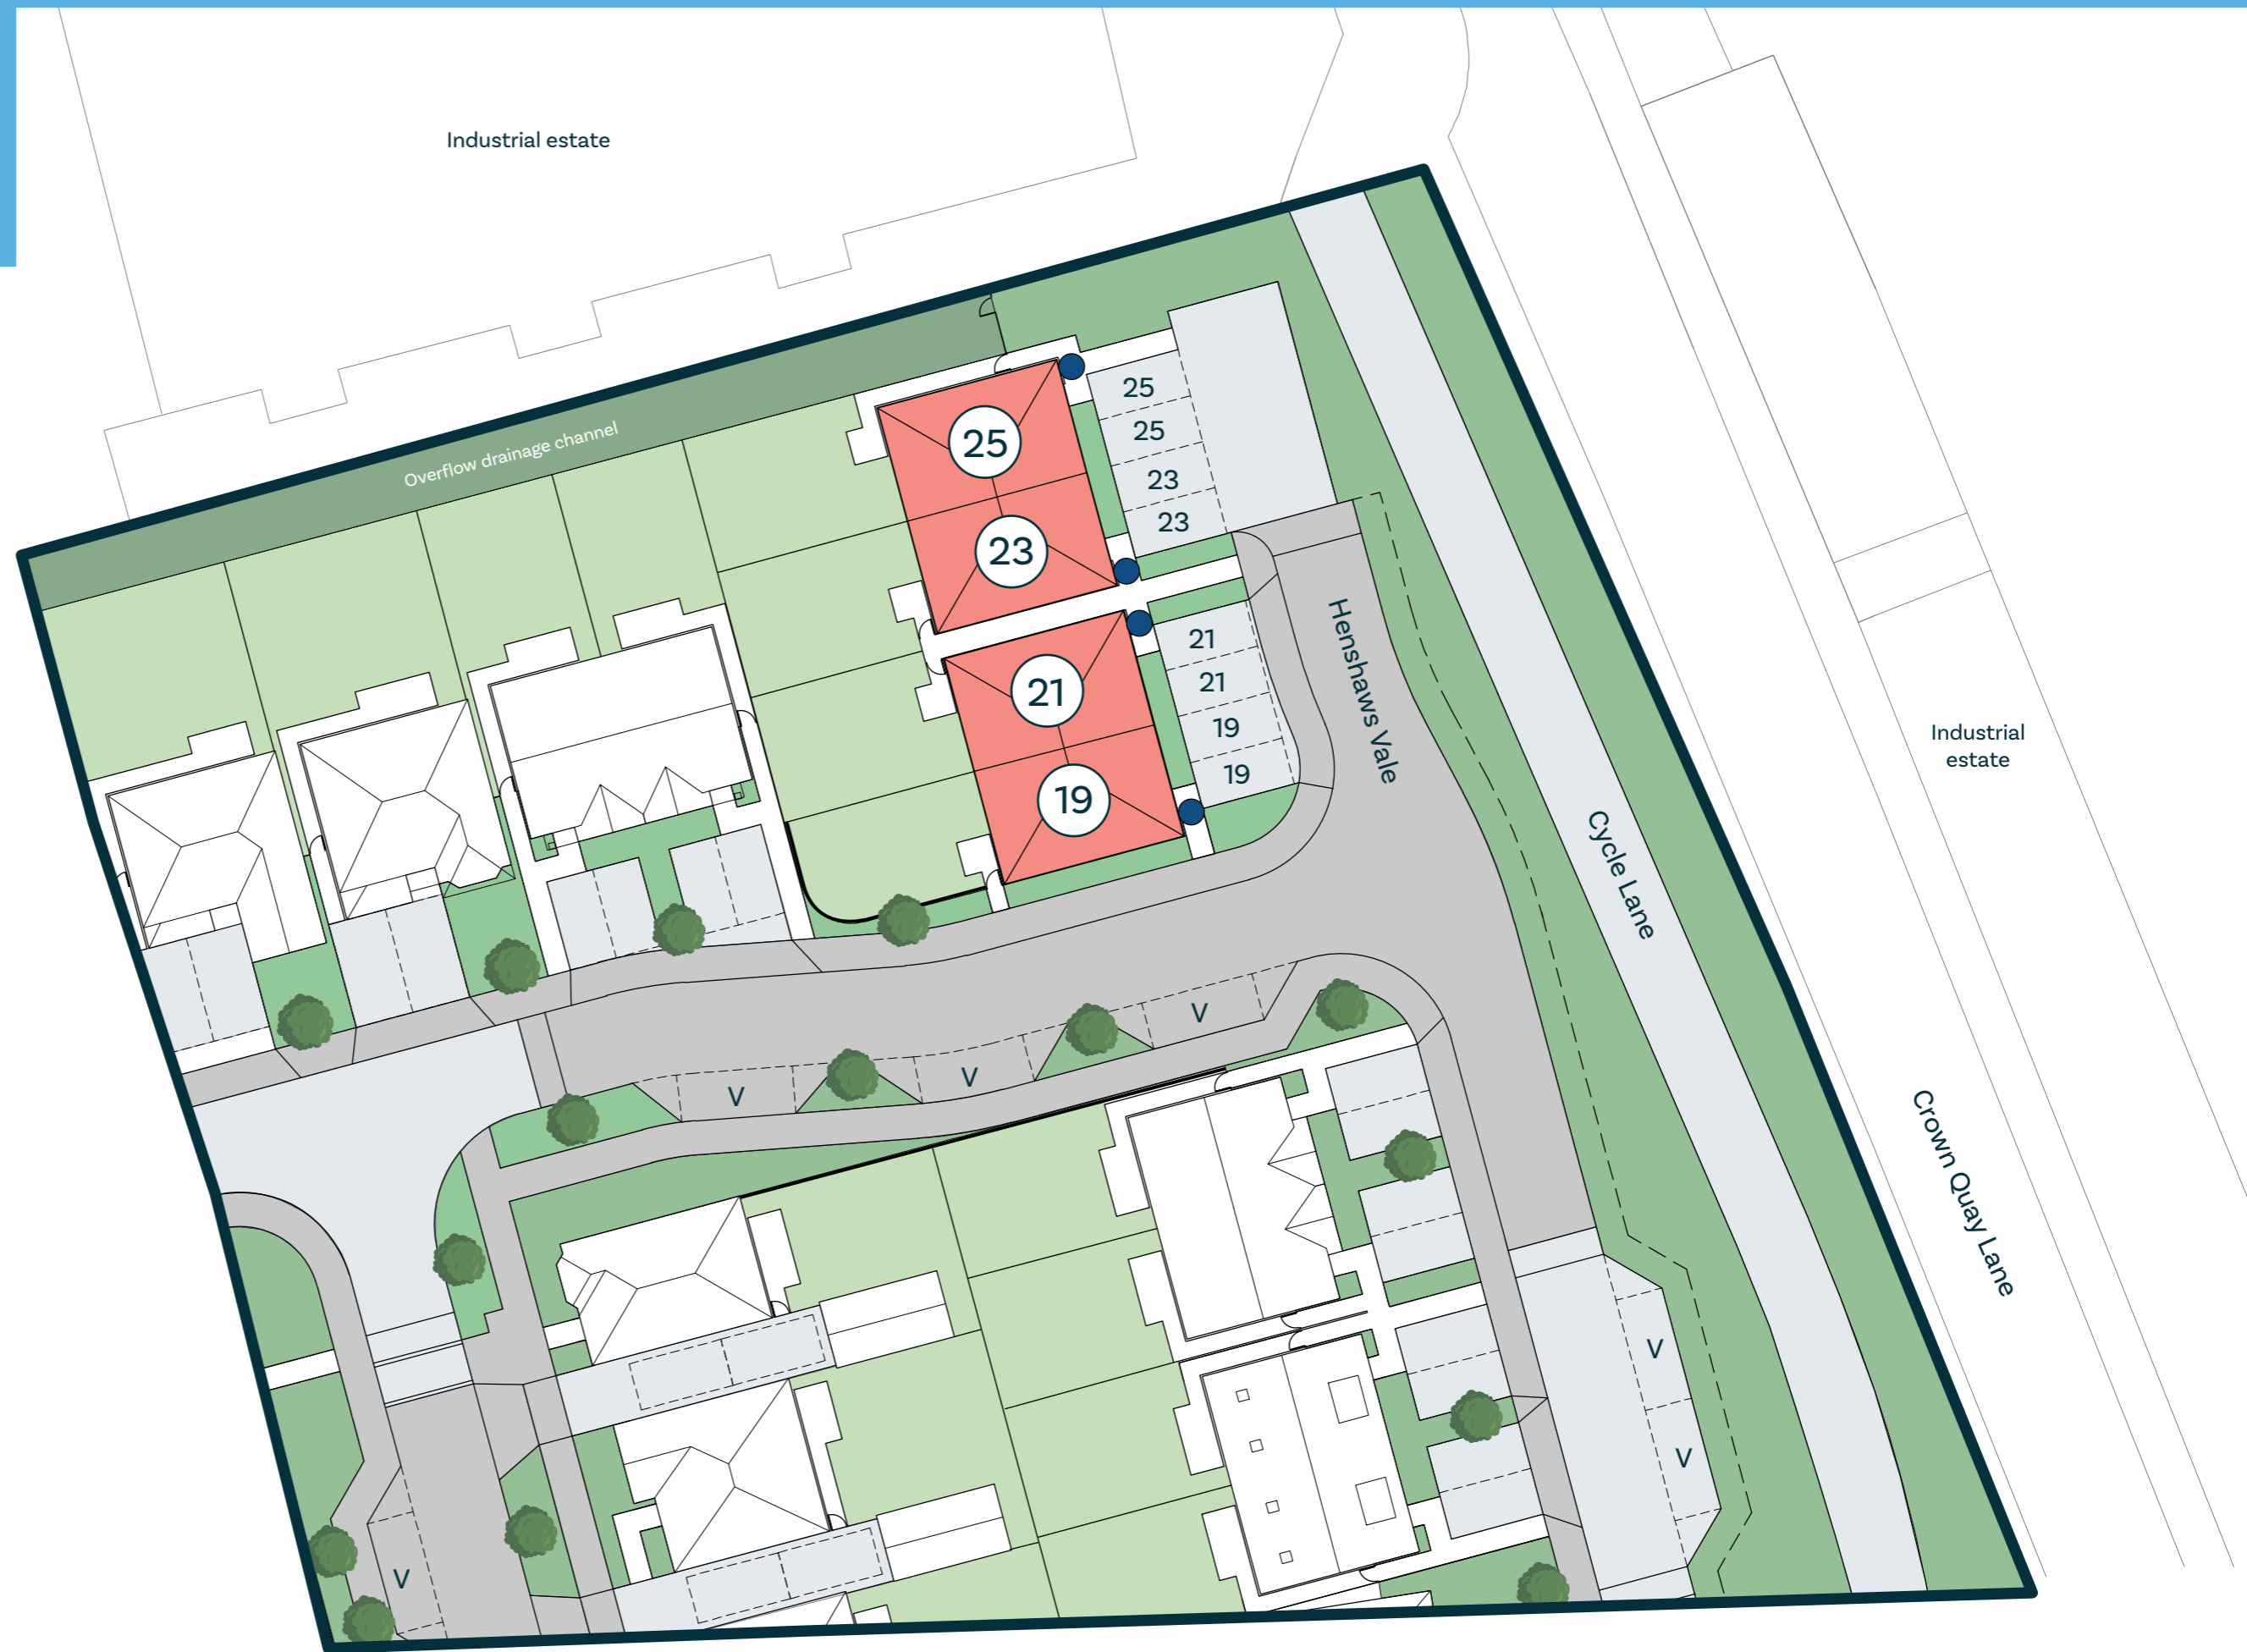 Industrial estate
Overflow drainage channel
25
25
25
23
23
23
21
21
21
19
19
19
Henshaws Vale
Industrial
estate
Cycle Lane
Crown Quay Lane
V
V
V
V
V
V